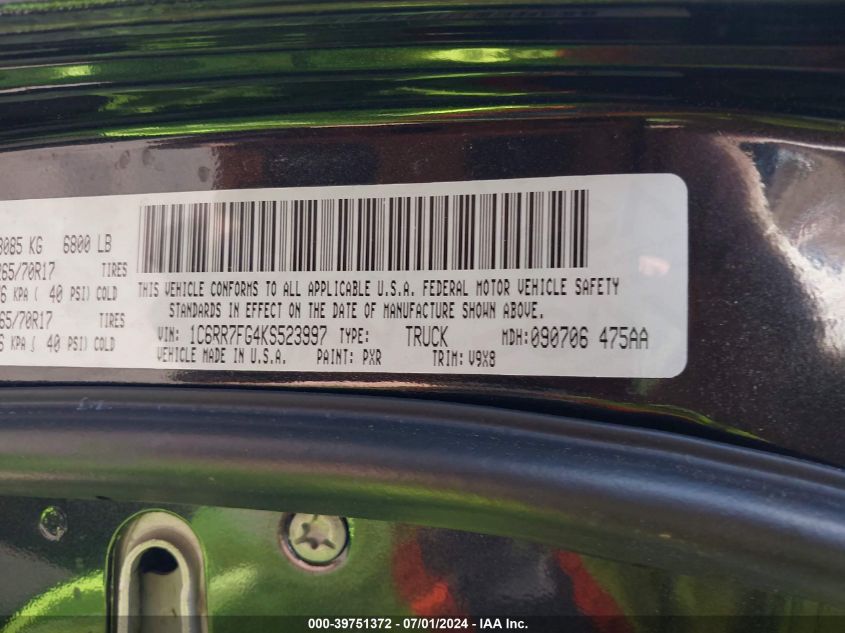 3085 KG 6800 LB
265/70R17 TIRES
6 KPA ( 40 PSI) COLD
65/70R17 TIRES
6 KPA ( 40 PSI) COLD
THIS VEHICLE CONFORMS TO ALL APPLICABLE U.S.A. FEDERAL MOTOR VEHICLE SAFETY
STANDARDS IN EFFECT ON THE DATE OF MANUFACTURE SHOWN ABOVE.
VIN: 1C6RR7FG4KS523997 TYPE: TRUCK MDH: 090706 475AA
VEHICLE MADE IN U.S.A. PAINT: PXR TRIM: V9X8
000-39751372 - 07/01/2024 - IAA Inc.